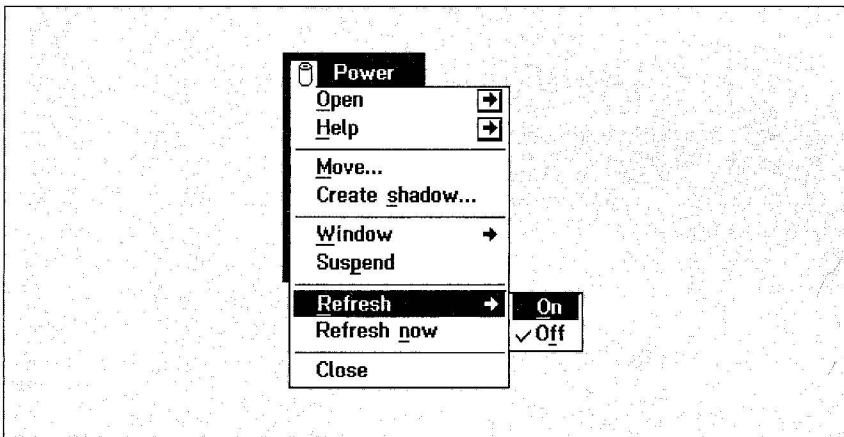 Power
Open
Help
Move...
Create shadow...
Window
Suspend
Refresh
On
Refresh now
✓Off
Close